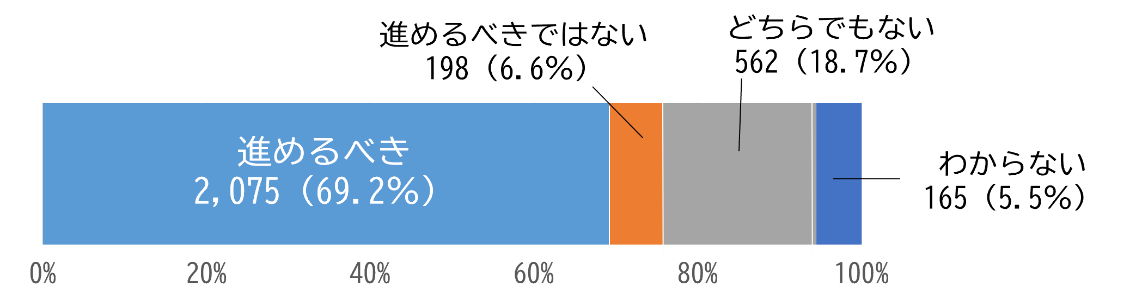 進めるべきではない
198（6.6%）
どちらでもない
562（18.7%）
進めるべき
2,075（69.2%）
わからない
165（5.5%）
0%
20%
40%
60%
80%
100%